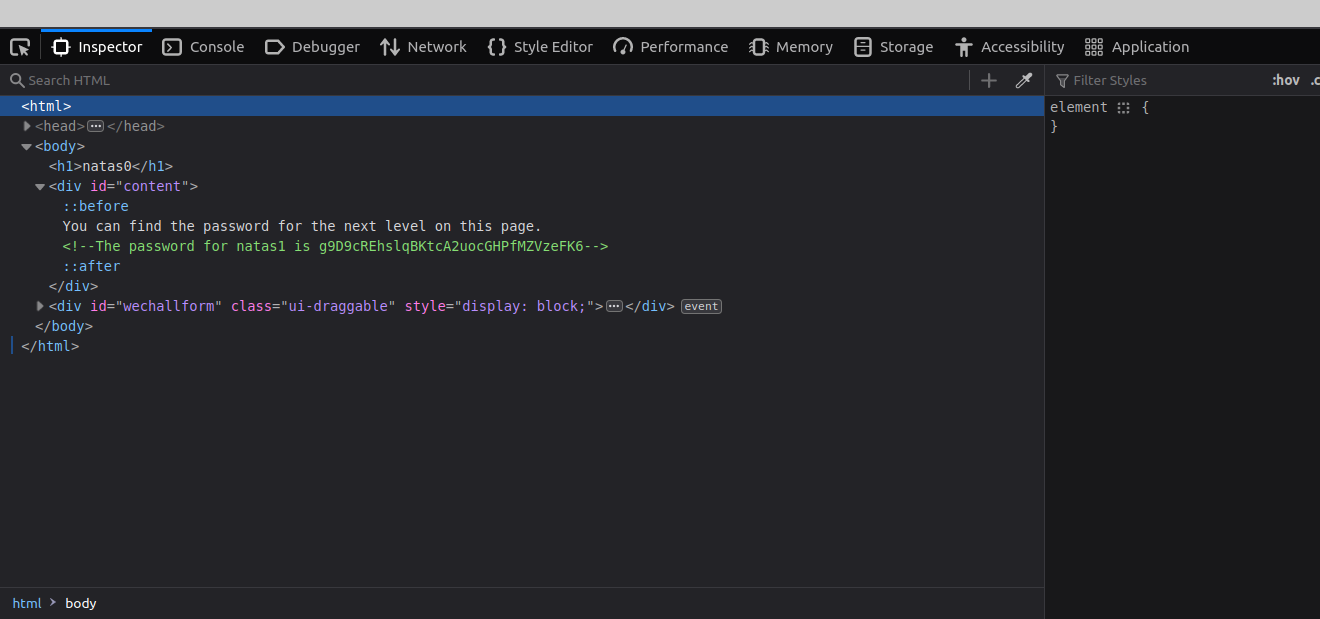 Inspector Console Debugger Network Style Editor Performance Memory Storage Accessibility Application
Search HTML
Filter Styles :hov .c
<html>
<head> ••• </head>
<body>
<h1>natas0</h1>
<div id="content">
::before
You can find the password for the next level on this page.
<!--The password for natas1 is g9D9cREhslqBKtcA2uocGHPfMZVzeFK6-->
::after
</div>
<div id="wechallform" class="ui-draggable" style="display: block;"> ••• </div> event
</body>
</html>
element {
}
html > body